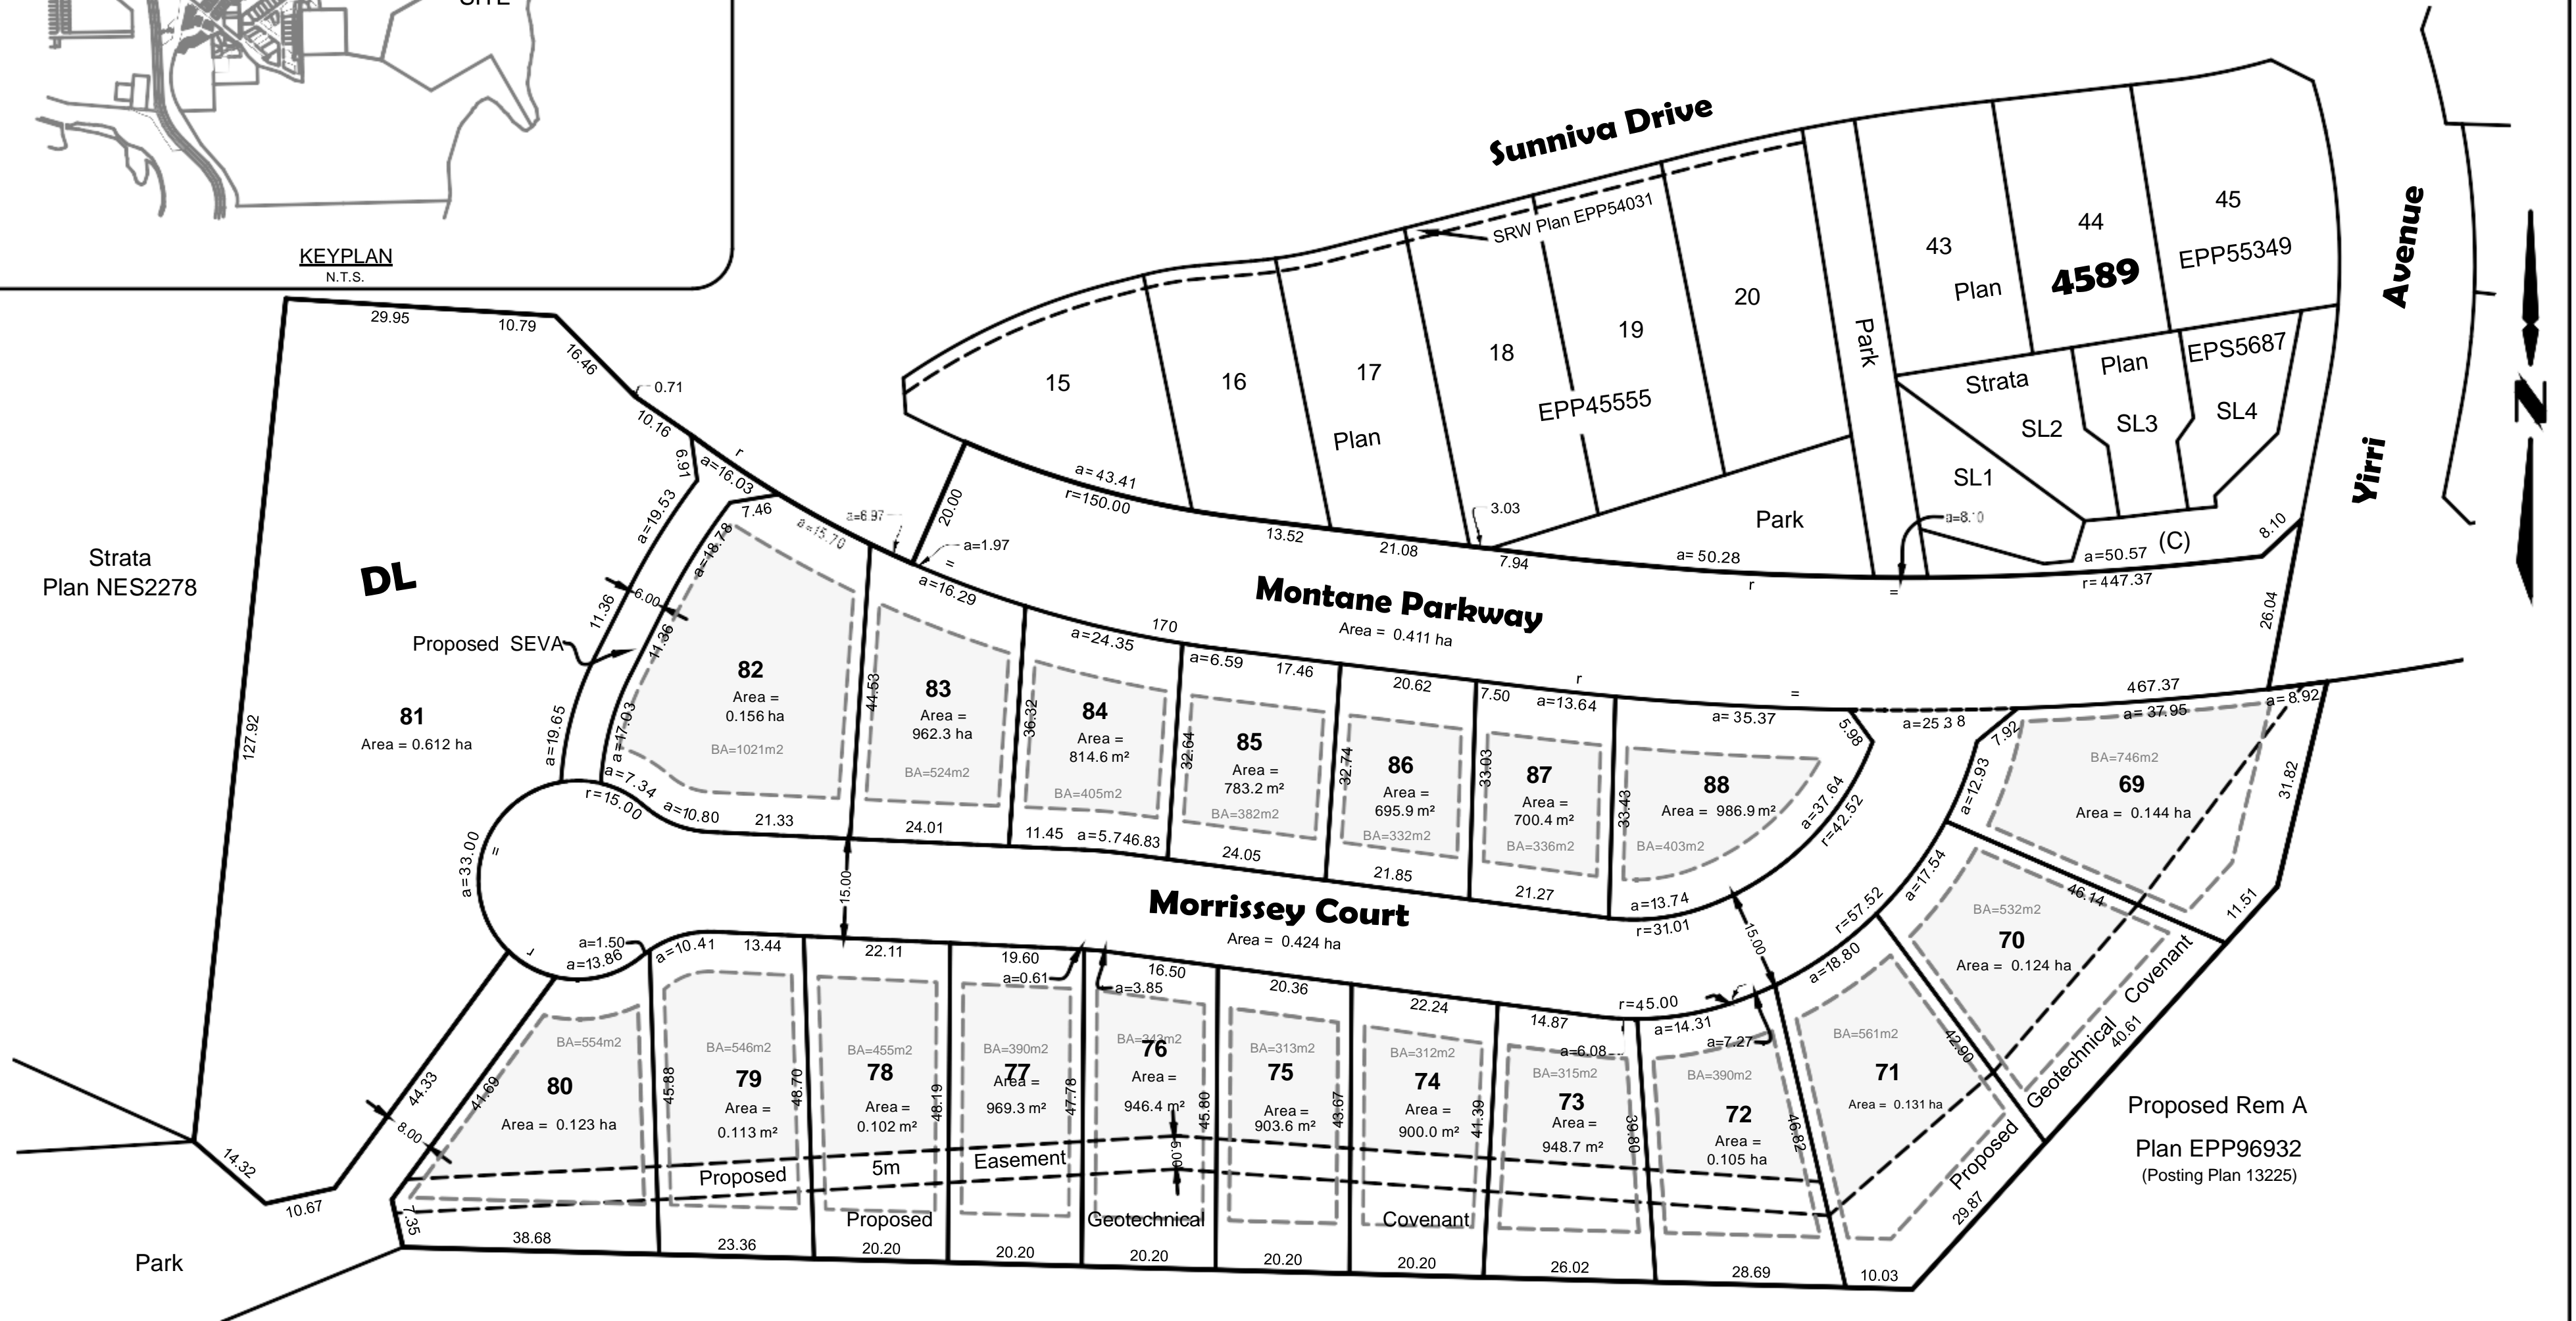 SITE
KEYPLAN
N.T.S.
Sunniva Drive
SRW Plan EPP54031
Yirri Avenue
N
15
16
17
18
19
20
Plan
EPP45555
Park
43
44
45
Plan
4589
EPP55349
Strata
Plan
EPS5687
SL1
SL2
SL3
SL4
Park
(C)
29.95
10.79
16.46
0.71
10.16
6.91
r
a=16.03
7.46
a=15.70
a=6.97
20.00
a=1.97
=
a=16.29
a=43.41
r=150.00
13.52
21.08
3.03
7.94
a= 50.28
r
=
a=8.10
a=50.57
r=447.37
8.10
26.04
Montane Parkway
Area = 0.411 ha
a=24.35
170
a=6.59
17.46
20.62
7.50
r
a=13.64
=
a= 35.37
5.98
a=25 3 8
467.37
a= 37.95
a=8.92
7.92
Strata
Plan NES2278
DL
Proposed SEVA
127.92
81
Area = 0.612 ha
a=19.53
11.36
a=19.65
6.00
a=18.78
11.36
a=17.03
82
Area =
0.156 ha
BA=1021m2
44.53
83
Area =
962.3 ha
BA=524m2
36.32
84
Area =
814.6 m²
BA=405m2
32.64
85
Area =
783.2 m²
BA=382m2
32.74
86
Area =
695.9 m²
BA=332m2
33.03
87
Area =
700.4 m²
BA=336m2
33.43
88
Area = 986.9 m²
BA=403m2
a=37.64
r=42.52
a=12.93
BA=746m2
69
Area = 0.144 ha
31.82
a=7.34
r=15.00
a=10.80
21.33
24.01
11.45
a=5.74
6.83
24.05
21.85
21.27
a=13.74
r=31.01
a=33.00
=
r
15.00
Morrissey Court
Area = 0.424 ha
15.00
r=57.52
a=17.54
46.14
11.51
BA=532m2
70
Area = 0.124 ha
a=1.50
a=13.86
a=10.41
13.44
22.11
19.60
a=0.61
16.50
a=3.85
20.36
22.24
14.87
r=45.00
a=14.31
a=7.27
a=6.08
a=18.80
44.33
41.69
8.00
BA=554m2
80
Area = 0.123 ha
45.88
BA=546m2
79
Area =
0.113 m²
48.70
BA=455m2
78
Area =
0.102 m²
48.19
BA=390m2
77
Area =
969.3 m²
47.78
76
Area =
946.4 m²
45.80
BA=313m2
75
Area =
903.6 m²
43.67
BA=312m2
74
Area =
900.0 m²
41.39
BA=315m2
73
Area =
948.7 m²
39.80
BA=390m2
72
Area =
0.105 ha
46.82
BA=561m2
71
Area = 0.131 ha
42.90
Proposed Geotechnical Covenant
40.61
29.87
Proposed Rem A
Plan EPP96932
(Posting Plan 13225)
Proposed 5m Easement
5.00
Proposed Geotechnical Covenant
14.32
10.67
7.35
Park
38.68
23.36
20.20
20.20
20.20
20.20
20.20
26.02
28.69
10.03